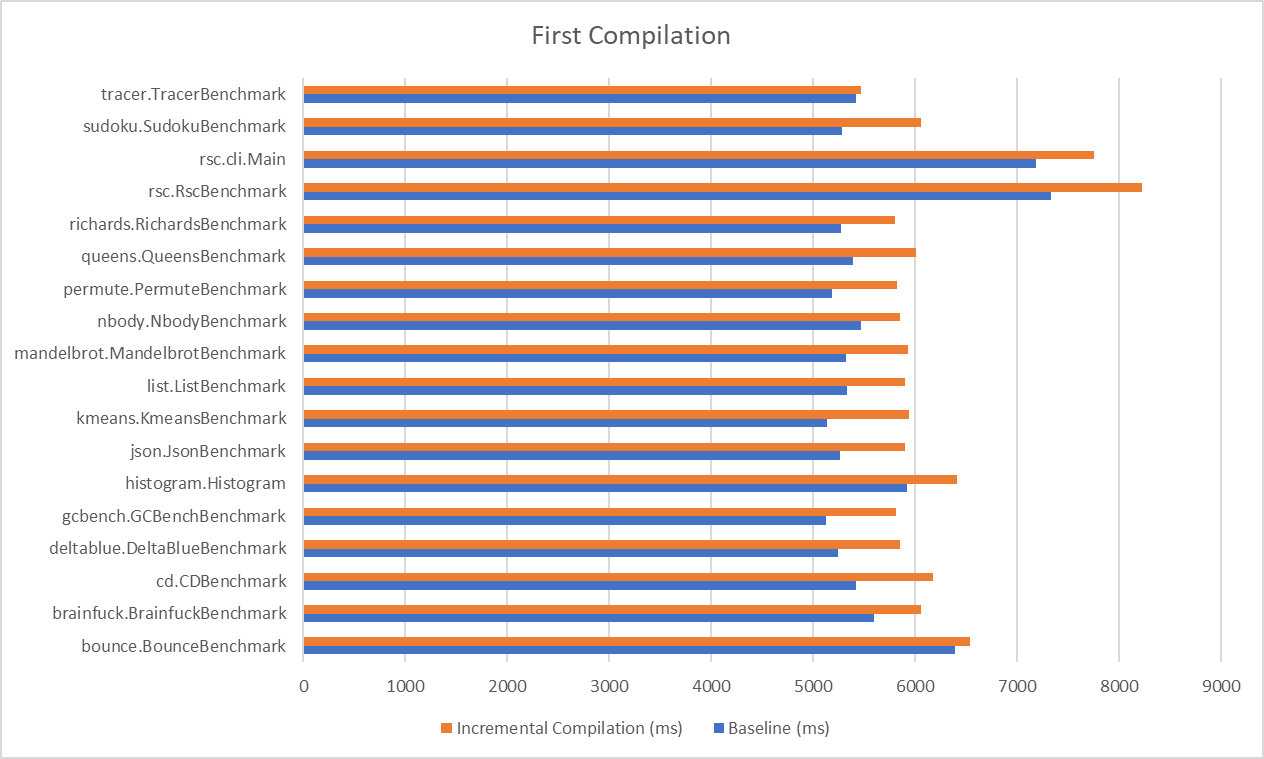 First Compilation
tracer.TracerBenchmark
sudoku.SudokuBenchmark
rsc.cli.Main
rsc.RscBenchmark
richards.RichardsBenchmark
queens.QueensBenchmark
permute.PermuteBenchmark
nbody.NbodyBenchmark
mandelbrot.MandelbrotBenchmark
list.ListBenchmark
kmeans.KmeansBenchmark
json.JsonBenchmark
histogram.Histogram
gcbench.GCBenchBenchmark
deltablue.DeltaBlueBenchmark
cd.CDBenchmark
brainfuck.BrainfuckBenchmark
bounce.BounceBenchmark
0 1000 2000 3000 4000 5000 6000 7000 8000 9000
Incremental Compilation (ms) Baseline (ms)